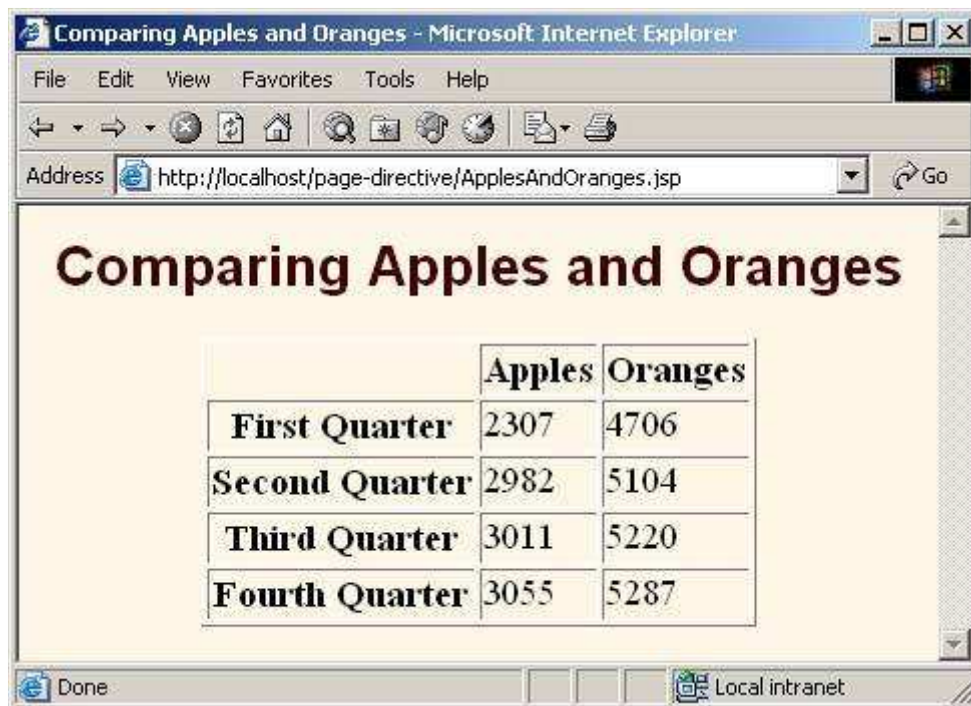 Comparing Apples and Oranges - Microsoft Internet Explorer
File Edit View Favorites Tools Help
Address http://localhost/page-directive/ApplesAndOranges.jsp Go
Comparing Apples and Oranges
Apples Oranges
First Quarter 2307 4706
Second Quarter 2982 5104
Third Quarter 3011 5220
Fourth Quarter 3055 5287
Done Local intranet